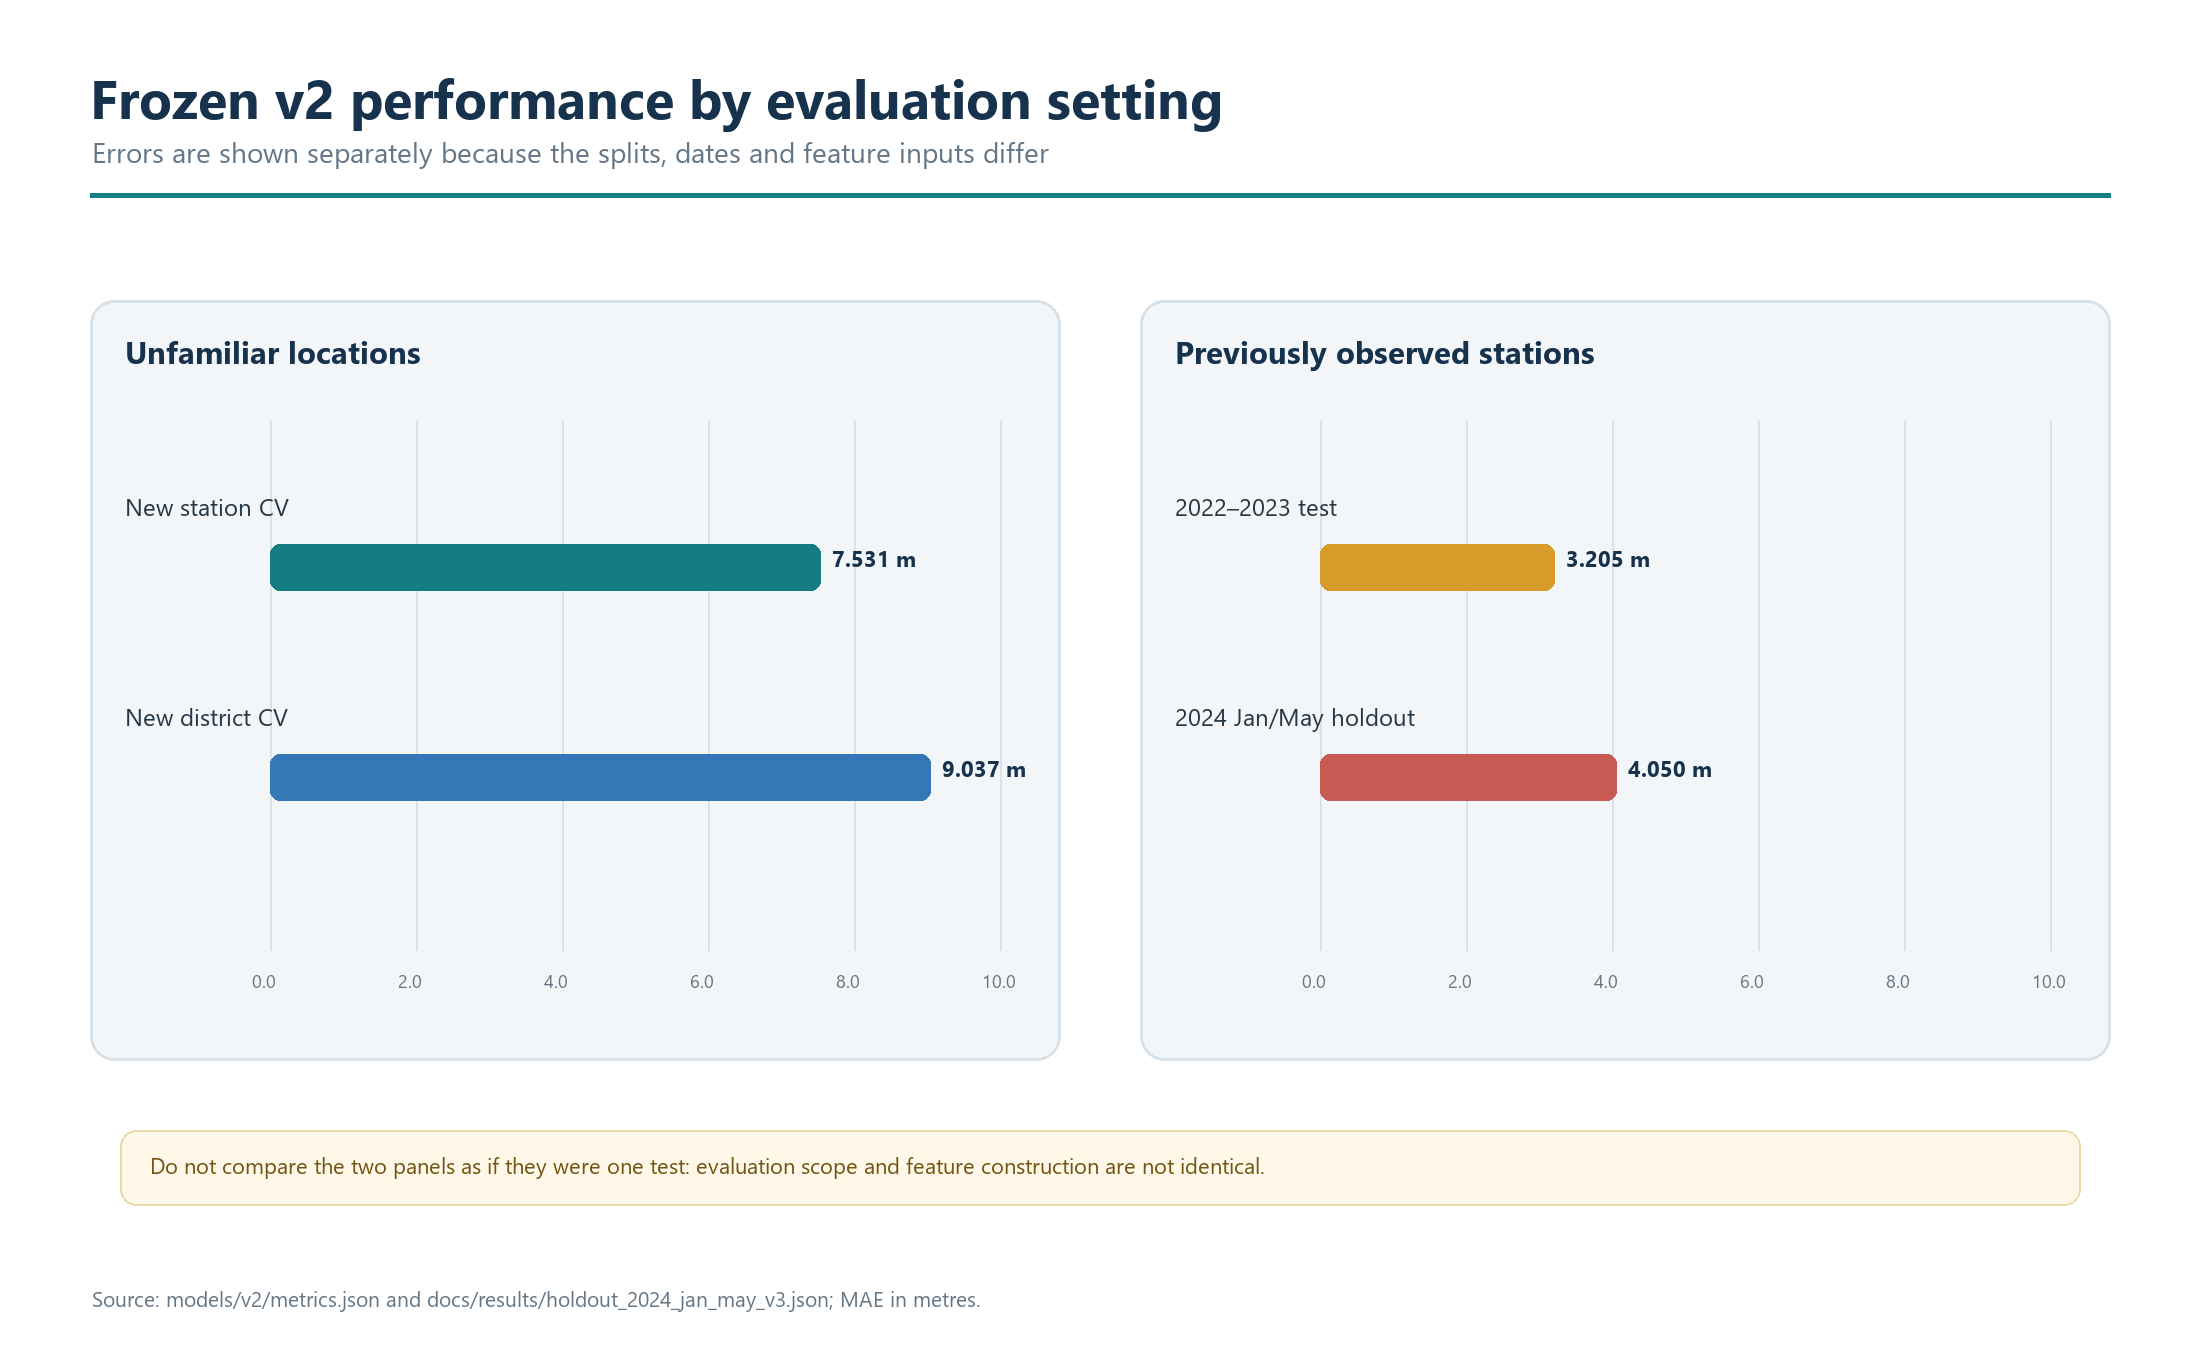 Frozen v2 performance by evaluation setting
Errors are shown separately because the splits, dates and feature inputs differ
Unfamiliar locations
New station CV
7.531 m
New district CV
9.037 m
0.0 2.0 4.0 6.0 8.0 10.0
Previously observed stations
2022–2023 test
3.205 m
2024 Jan/May holdout
4.050 m
0.0 2.0 4.0 6.0 8.0 10.0
Do not compare the two panels as if they were one test: evaluation scope and feature construction are not identical.
Source: models/v2/metrics.json and docs/results/holdout_2024_jan_may_v3.json; MAE in metres.